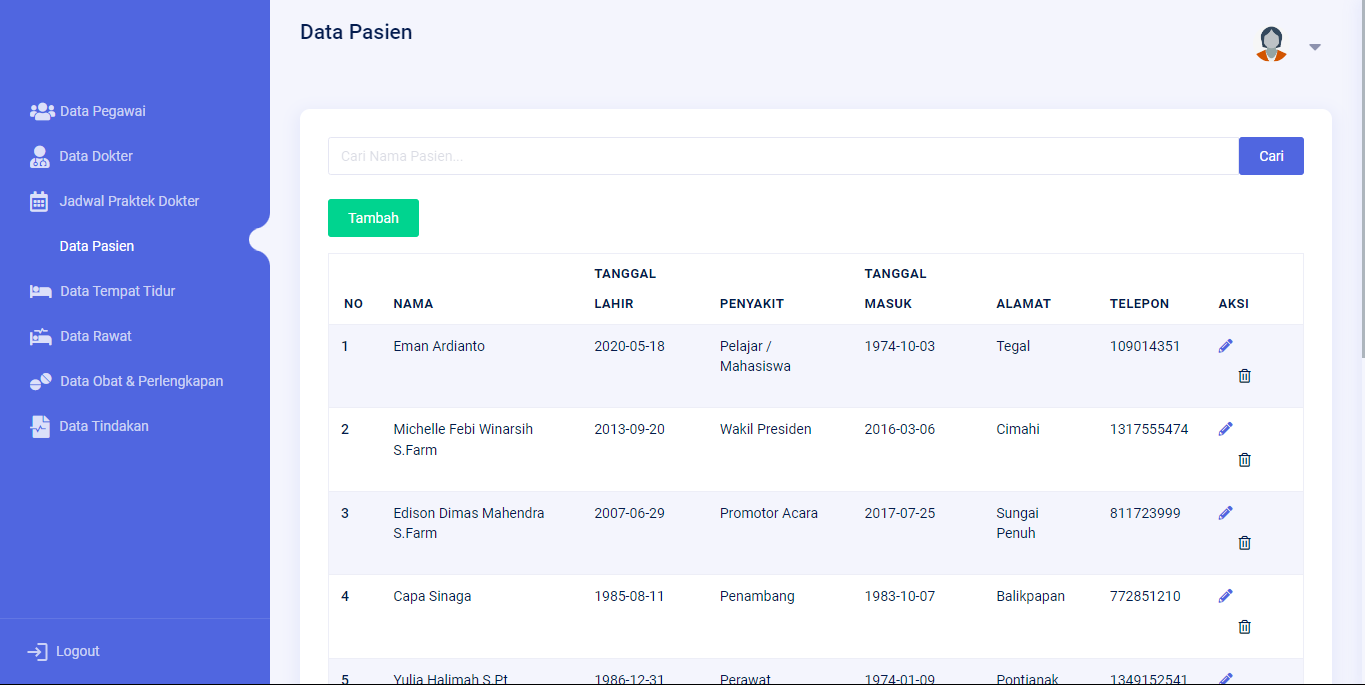 Data Pasien
Data Pegawai
Data Dokter
Jadwal Praktek Dokter
Data Pasien
Data Tempat Tidur
Data Rawat
Data Obat & Perlengkapan
Data Tindakan
Logout
Cari Nama Pasien...
Cari
Tambah
NO NAMA TANGGAL LAHIR PENYAKIT TANGGAL MASUK ALAMAT TELEPON AKSI
1 Eman Ardianto 2020-05-18 Pelajar / 1974-10-03 Tegal 109014351
Mahasiswa
2 Michelle Febi Winarsih 2013-09-20 Wakil Presiden 2016-03-06 Cimahi 1317555474
S.Farm
3 Edison Dimas Mahendra 2007-06-29 Promotor Acara 2017-07-25 Sungai 811723999
S.Farm Penuh
4 Capa Sinaga 1985-08-11 Penambang 1983-10-07 Balikpapan 772851210
5 Yulia Halimah S.Pt 1986-12-31 Perawat 1974-01-09 Pontianak 1349152541